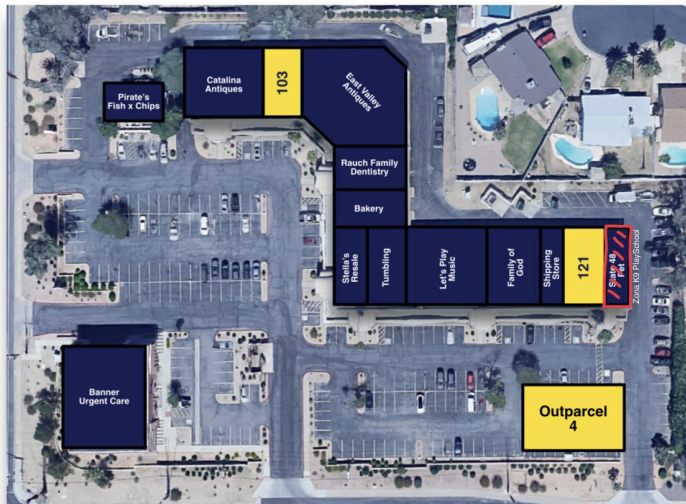 Catalina
Antiques
103
East Valley
Antiques
Pirate's
Fish x Chips
Rauch Family
Dentistry
Bakery
Stella's
Resale
Tumbling
Let's Play
Music
Family of
God
Shipping
Store
121
State 48
Pet
Zona K9 PlaySchool
Banner
Urgent Care
Outparcel
4